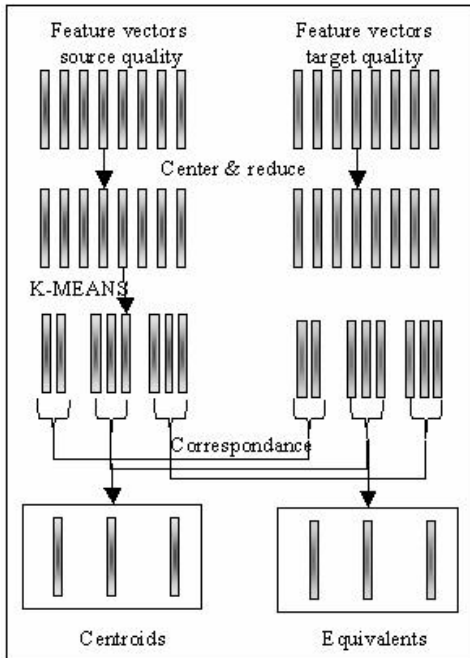 Feature vectors
source quality
Feature vectors
target quality
Center & reduce
K-MEANS
Correspondance
Centroids
Equivalents